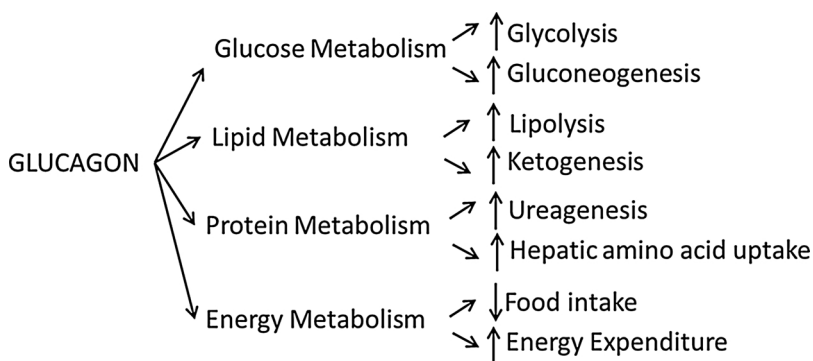 GLUCAGON
Glucose Metabolism
Glycolysis
Gluconeogenesis
Lipid Metabolism
Lipolysis
Ketogenesis
Protein Metabolism
Ureagenesis
Hepatic amino acid uptake
Energy Metabolism
Food intake
Energy Expenditure